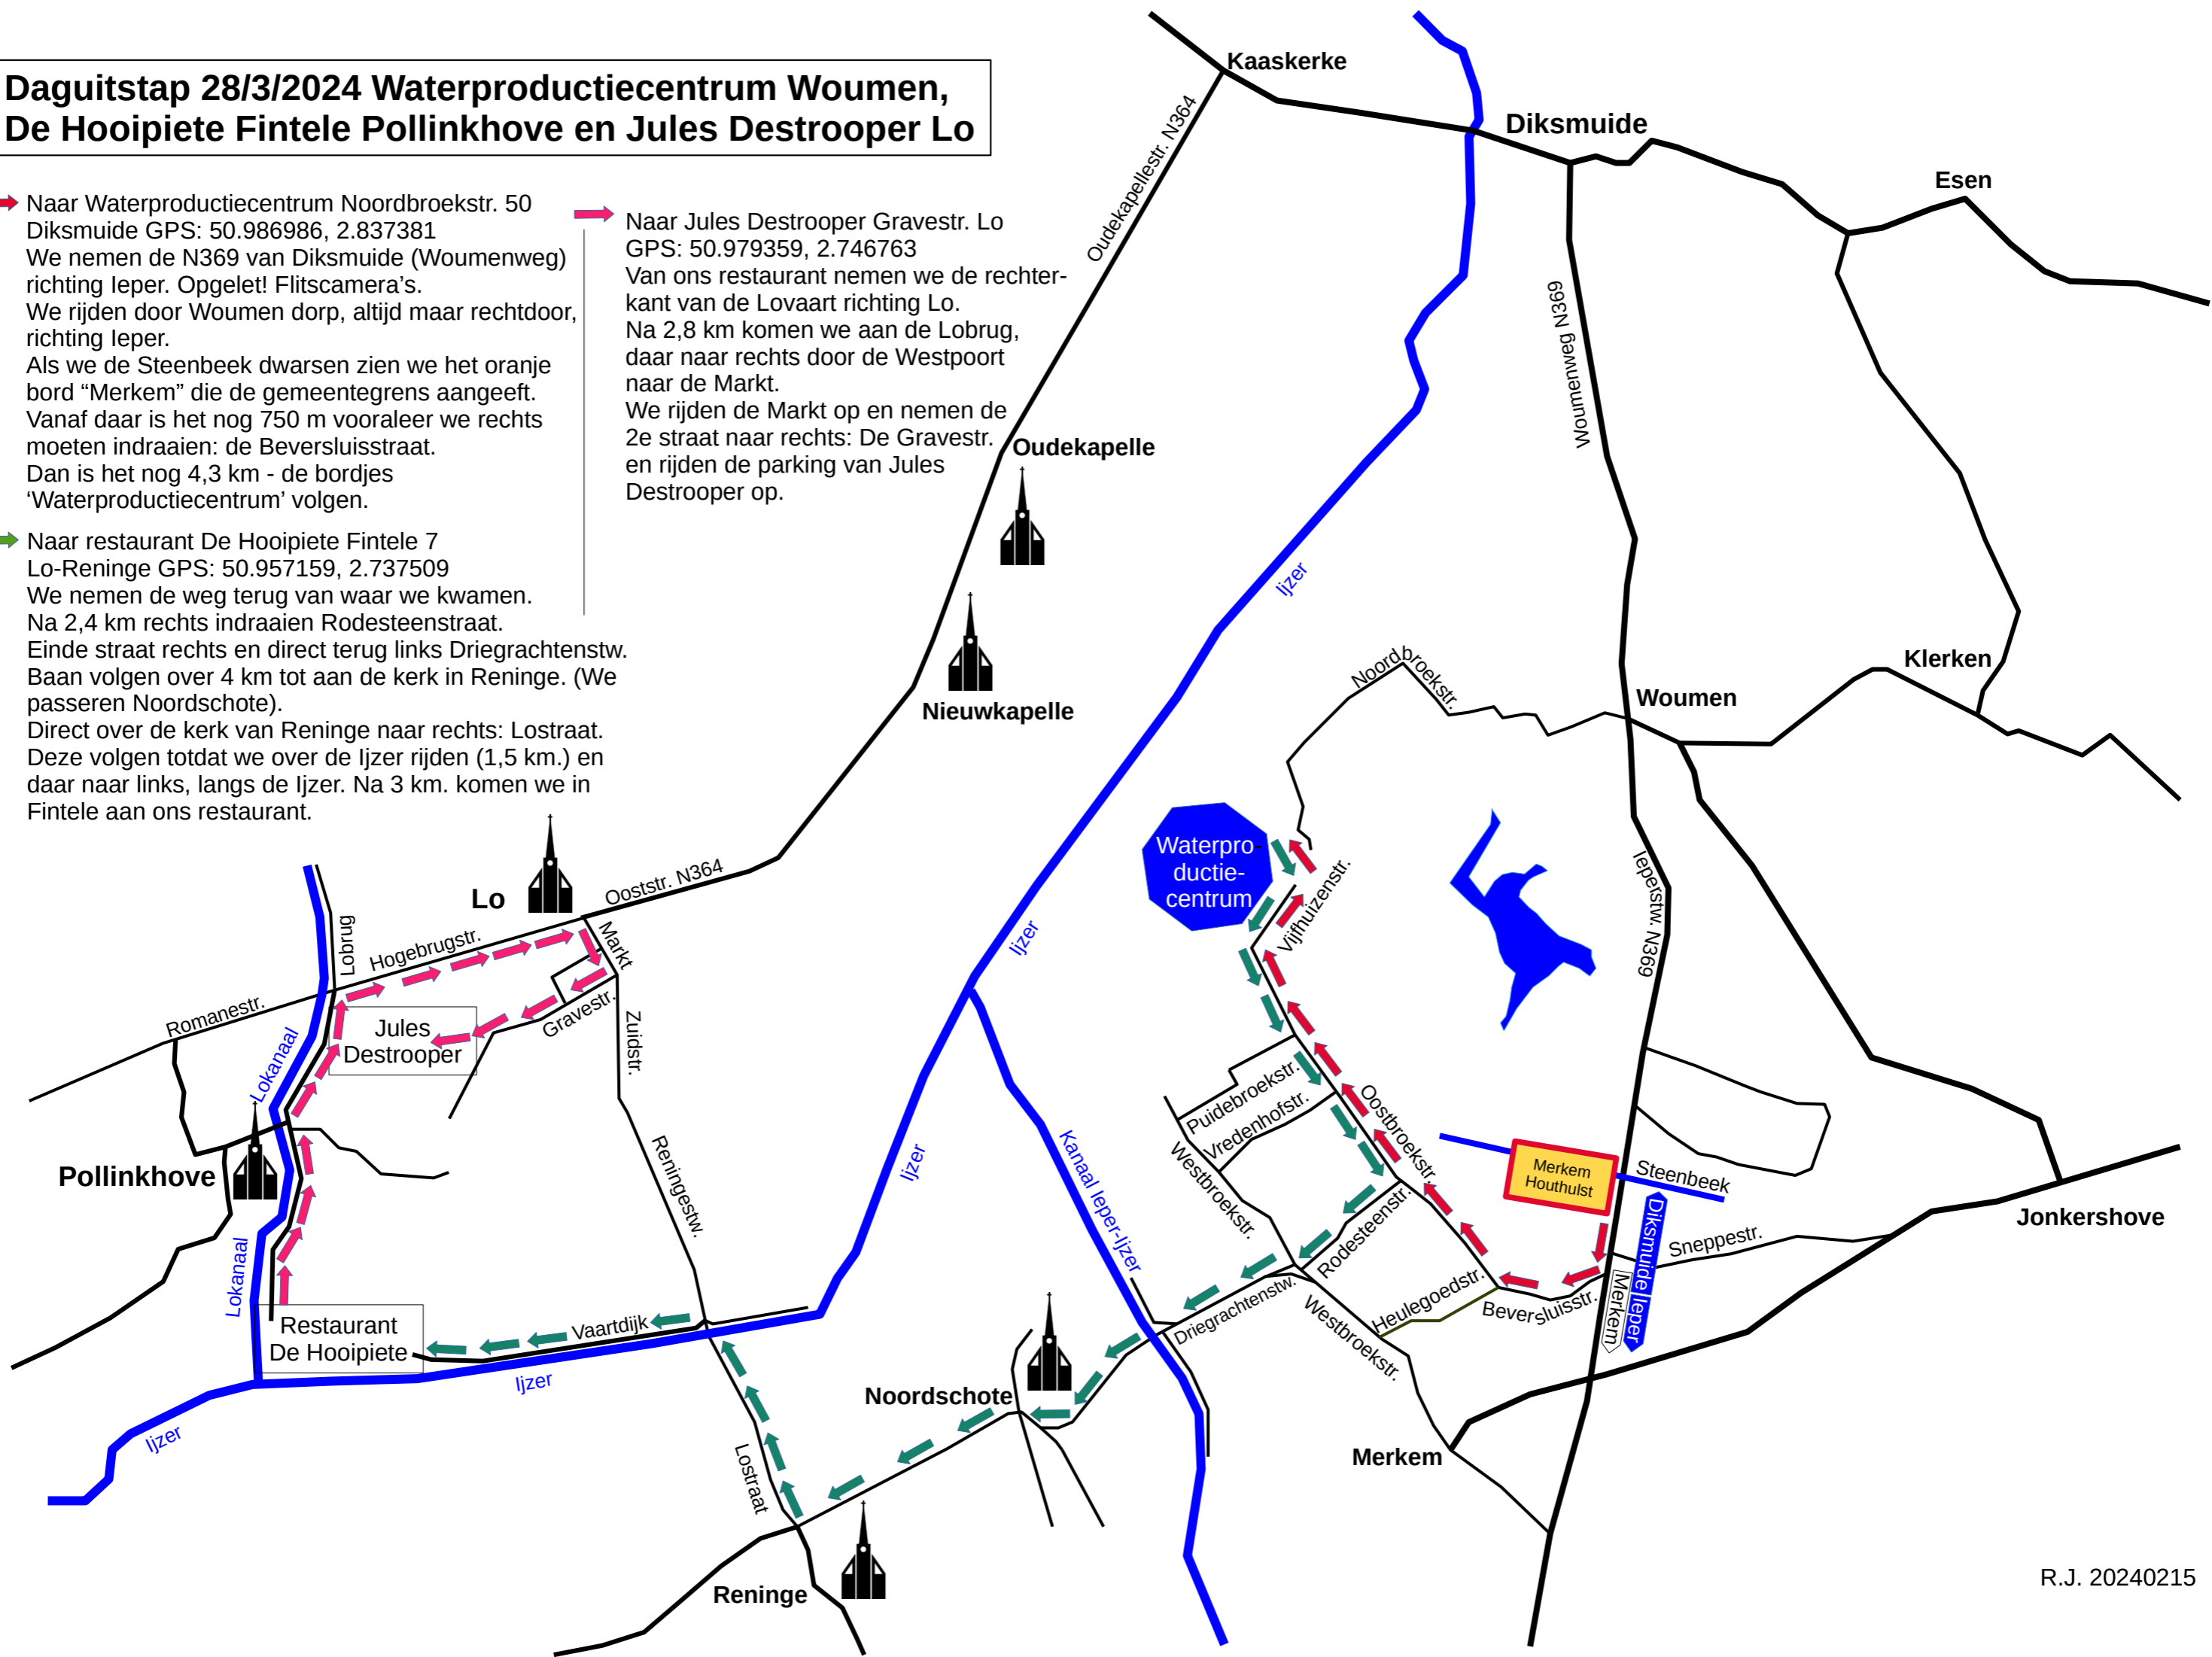 Daguitstap 28/3/2024 Waterproductiecentrum Woumen,
De Hooipiete Fintele Pollinkhove en Jules Destrooper Lo
Naar Waterproductiecentrum Noordbroekstr. 50
Diksmuide GPS: 50.986986, 2.837381
We nemen de N369 van Diksmuide (Woumenweg)
richting Ieper. Opgelet! Flitscamera’s.
We rijden door Woumen dorp, altijd maar rechtdoor,
richting Ieper.
Als we de Steenbeek dwarsen zien we het oranje
bord “Merkem” die de gemeentegrens aangeeft.
Vanaf daar is het nog 750 m vooraleer we rechts
moeten indraaien: de Beversluisstraat.
Dan is het nog 4,3 km - de bordjes
‘Waterproductiecentrum’ volgen.
Naar restaurant De Hooipiete Fintele 7
Lo-Reninge GPS: 50.957159, 2.737509
We nemen de weg terug van waar we kwamen.
Na 2,4 km rechts indraaien Rodesteenstraat.
Einde straat rechts en direct terug links Driegrachtenstw.
Baan volgen over 4 km tot aan de kerk in Reninge. (We
passeren Noordschote).
Direct over de kerk van Reninge naar rechts: Lostraat.
Deze volgen totdat we over de Ijzer rijden (1,5 km.) en
daar naar links, langs de Ijzer. Na 3 km. komen we in
Fintele aan ons restaurant.
Naar Jules Destrooper Gravestr. Lo
GPS: 50.979359, 2.746763
Van ons restaurant nemen we de rechter-
kant van de Lovaart richting Lo.
Na 2,8 km komen we aan de Lobrug,
daar naar rechts door de Westpoort
naar de Markt.
We rijden de Markt op en nemen de
2e straat naar rechts: De Gravestr.
en rijden de parking van Jules
Destrooper op.
Kaaskerke
Diksmuide
Esen
Oudekapellestr. N364
Woumenweg N369
Oudekapelle
Ijzer
Nieuwkapelle
Noordbroekstr.
Klerken
Woumen
Waterpro-
ductie-
centrum
Vijfhuizenstr.
Ieperstw. N369
Lo
Ooststr. N364
Lobrug
Hogebrugstr.
Markt
Ijzer
Romanestr.
Gravestr.
Jules
Destrooper
Zuidstr.
Lokanaal
Puidebroekstr.
Vredenhofstr.
Oostbroekstr.
Westbroekstr.
Kanaal Ieper-Ijzer
Ijzer
Reningestw.
Pollinkhove
Merkem
Houthulst
Steenbeek
Jonkershove
Diksmuide
Ieper
Merkem
Sneppestr.
Rodesteenstr.
Heulegoedstr.
Beversluisstr.
Driegrachtenstw.
Westbroekstr.
Lokanaal
Restaurant
De Hooipiete
Vaartdijk
Ijzer
Ijzer
Noordschote
Lostraat
Merkem
Reninge
R.J. 20240215